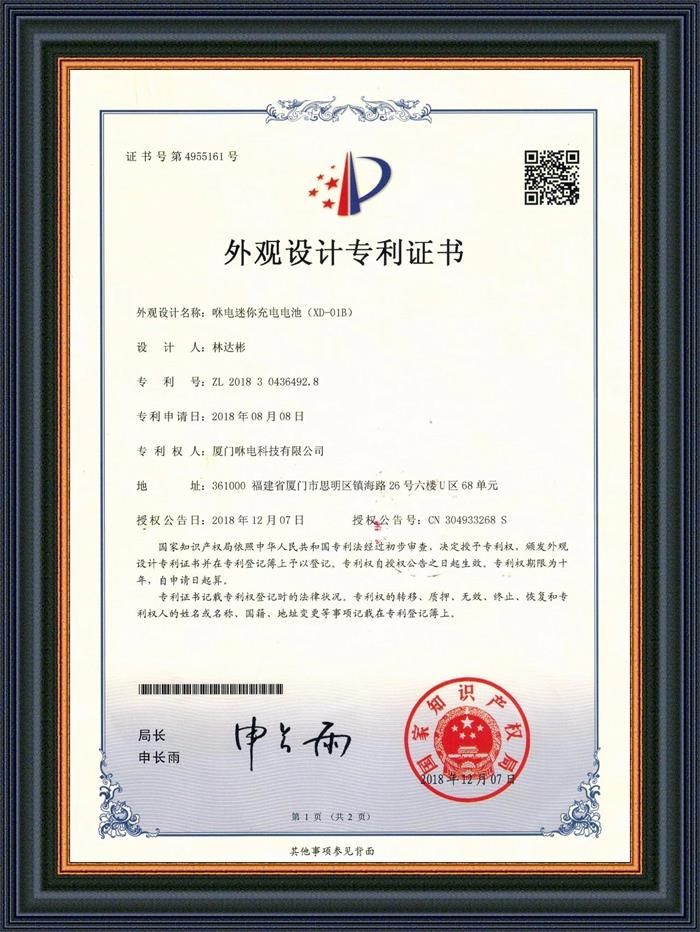 证书号第4955161号
外观设计专利证书
外观设计名称：咻电迷你充电电池（XD-01B）
设计人：林达彬
专利号：ZL 2018 3 0436492.8
专利申请日：2018年08月08日
专利权人：厦门咻电科技有限公司
地址：361000 福建省厦门市思明区镇海路26号六楼U区68单元
授权公告日：2018年12月07日 授权公告号：CN 304933268 S
国家知识产权局依照中华人民共和国专利法经过初步审查，决定授予专利权，颁发外观
设计专利证书并在专利登记簿上予以登记。专利权自授权公告之日起生效。专利权期限为十
年，自申请日起算。
专利证书记载专利权登记时的法律状况。专利权的转移、质押、无效、终止、恢复和专
利权人的姓名或名称、国籍、地址变更等事项记载在专利登记簿上。
局长
申长雨
申长雨
国家知识产权局
2018年12月07日
第 1 页 （共 2 页）
其他事项参见背面